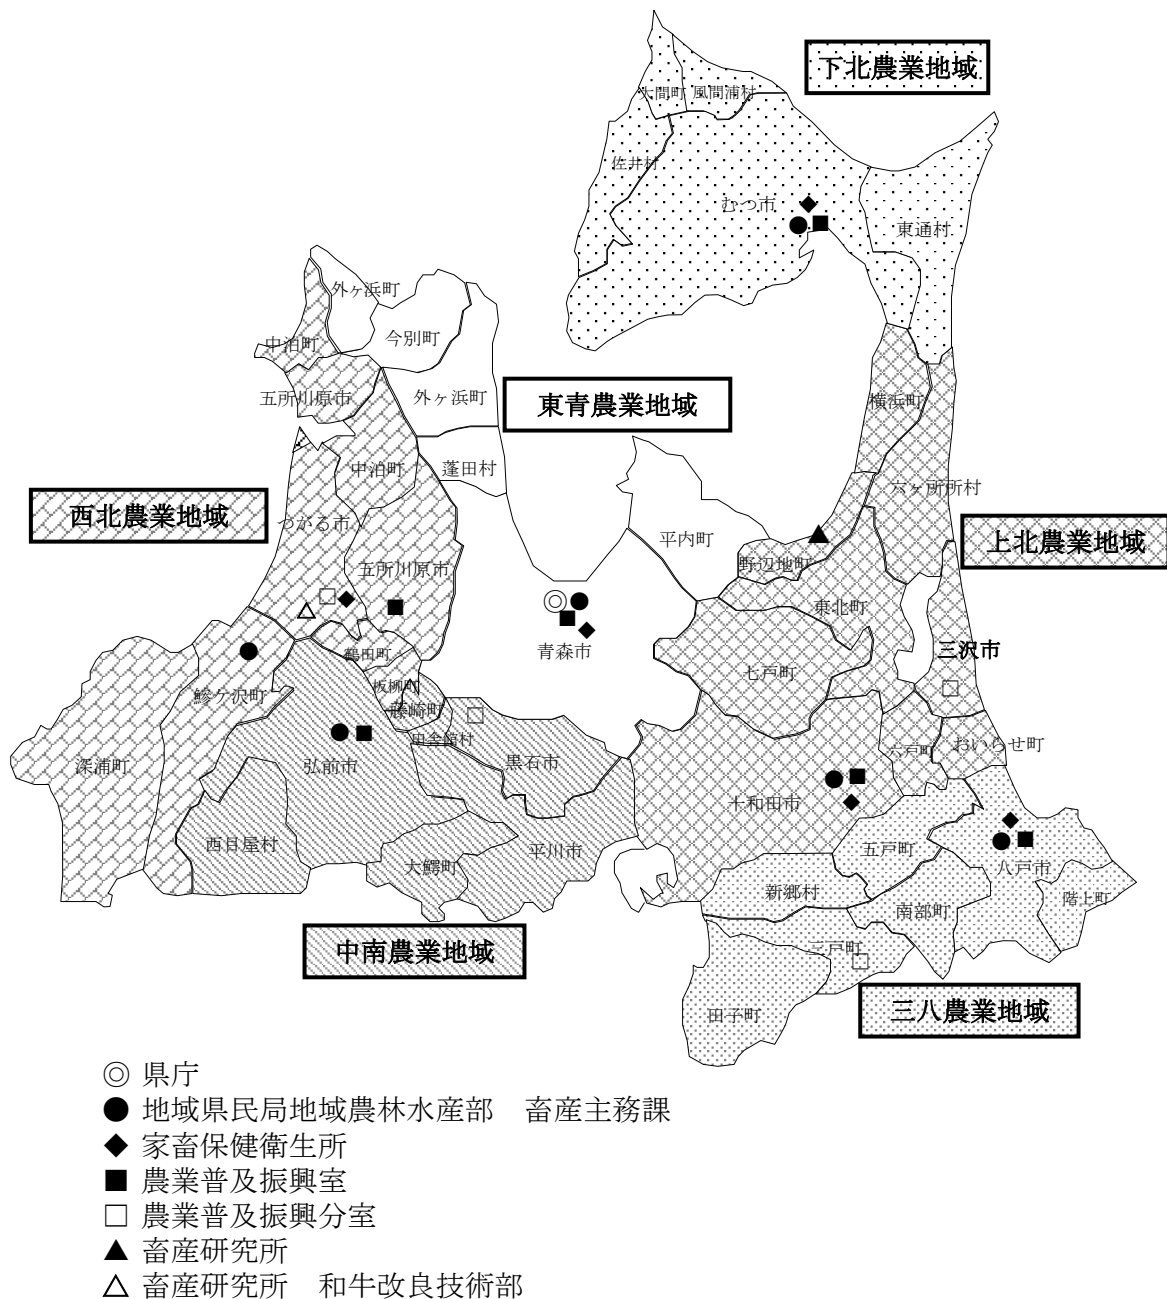 下北農業地域
大間町
風間浦村
佐井村
むつ市
東通村
外ヶ浜町
今別町
中泊町
五所川原市
外ヶ浜町
東青農業地域
横浜町
中泊町
蓬田村
六ヶ所所村
西北農業地域
つがる市
平内町
上北農業地域
五所川原市
野辺地町
東北町
青森市
鶴田町
三沢市
七戸町
板柳町
鰺ケ沢町
藤崎町
田舎館村
深浦町
弘前市
黒石市
六戸町
おいらせ町
十和田市
西目屋村
平川市
五戸町
大鰐町
八戸市
新郷村
階上町
南部町
中南農業地域
三戸町
三八農業地域
田子町
◎ 県庁
● 地域県民局地域農林水産部　畜産主務課
◆ 家畜保健衛生所
■ 農業普及振興室
□ 農業普及振興分室
▲ 畜産研究所
△ 畜産研究所　和牛改良技術部